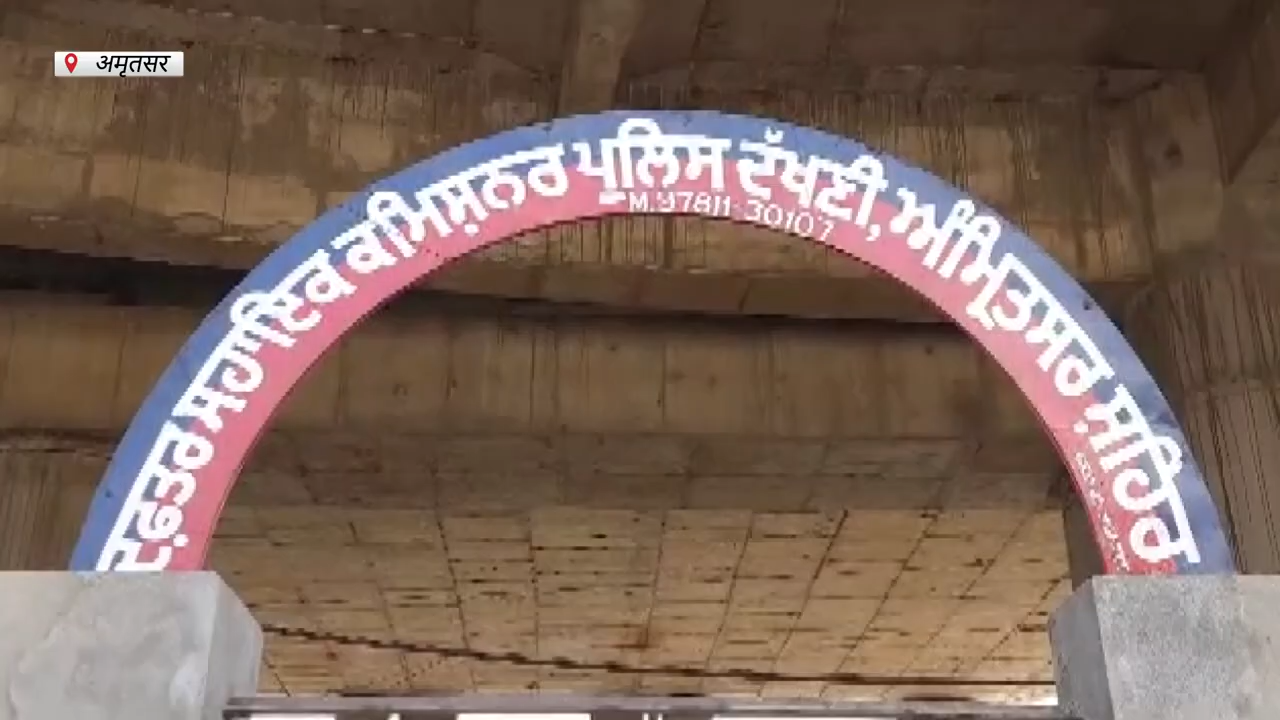 अमृतसर
ਦਫ਼ਤਰ ਸਹਾਇਕ ਕਮਿਸ਼ਨਰ ਪੁਲਿਸ ਦੱਖਣੀ, ਅੰਮ੍ਰਿਤਸਰ ਸ਼ਹਿਰ
M.97811-30107